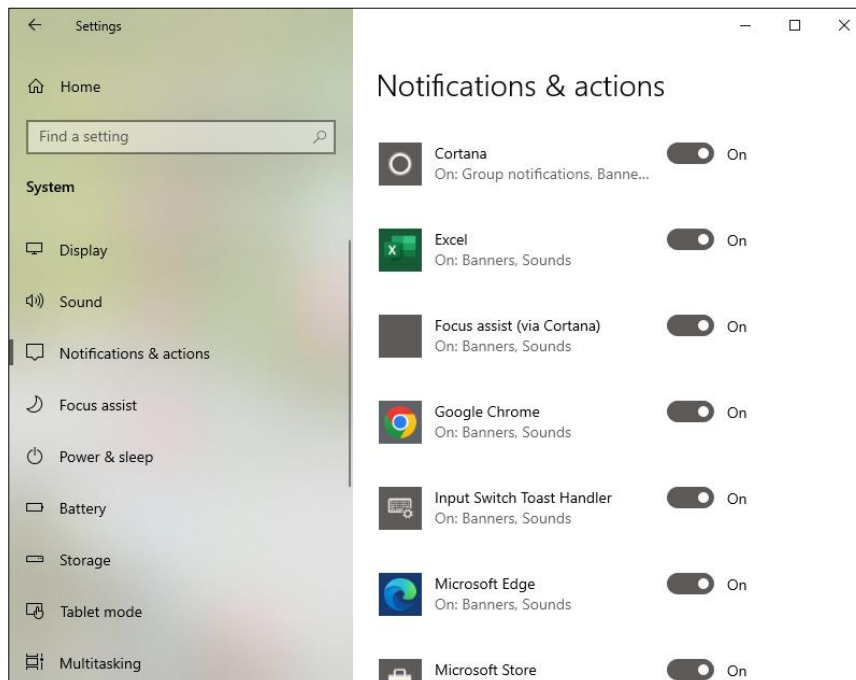 Settings
Home
Find a setting
System
Display
Sound
Notifications & actions
Focus assist
Power & sleep
Battery
Storage
Tablet mode
Multitasking
Notifications & actions
Cortana
On: Group notifications, Banne...
On
Excel
On: Banners, Sounds
On
Focus assist (via Cortana)
On: Banners, Sounds
On
Google Chrome
On: Banners, Sounds
On
Input Switch Toast Handler
On: Banners, Sounds
On
Microsoft Edge
On: Banners, Sounds
On
Microsoft Store
On